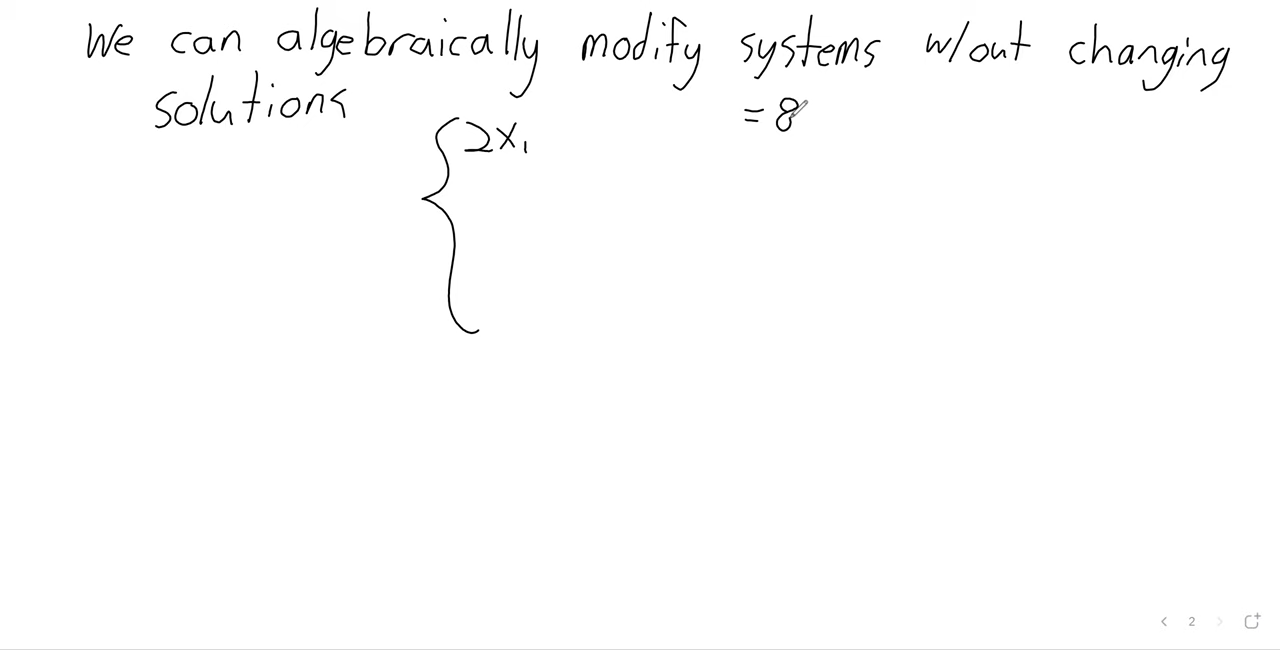 We can algebraically modify systems w/out changing
solutions
{ 2x₁ = 8
2